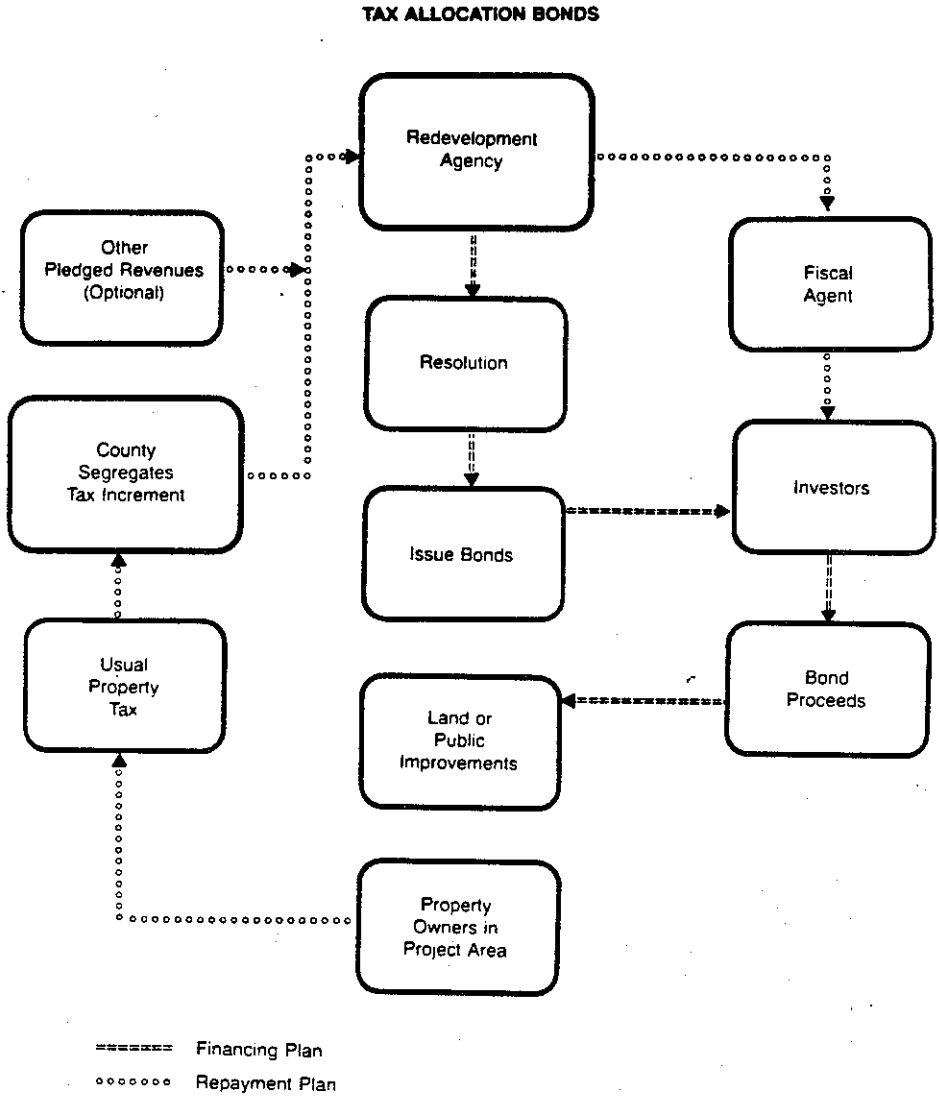 TAX ALLOCATION BONDS
Redevelopment
Agency
Other
Pledged Revenues
(Optional)
Fiscal
Agent
Resolution
County
Segregates
Tax Increment
Investors
Issue Bonds
Usual
Property
Tax
Bond
Proceeds
Land or
Public
Improvements
Property
Owners in
Project Area
Financing Plan
Repayment Plan